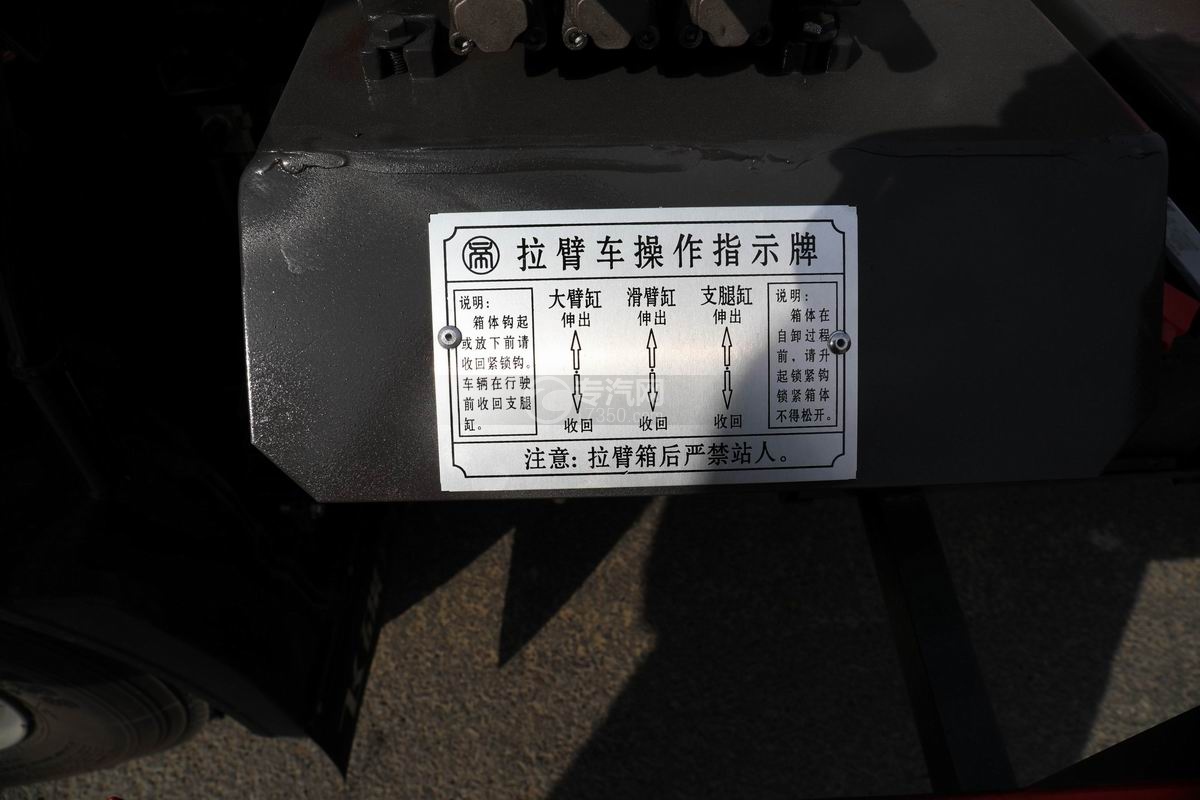 拉臂车操作指示牌
说明:
箱体钩起
或放下前请
收回紧锁钩。
车辆在行驶
前收回支腿
缸。
大臂缸 滑臂缸 支腿缸
伸出 伸出 伸出
收回 收回 收回
说明:
箱体在
自卸过程
前，请升
起锁紧钩
锁紧箱体
不得松开。
注意: 拉臂箱后严禁站人。
专汽网